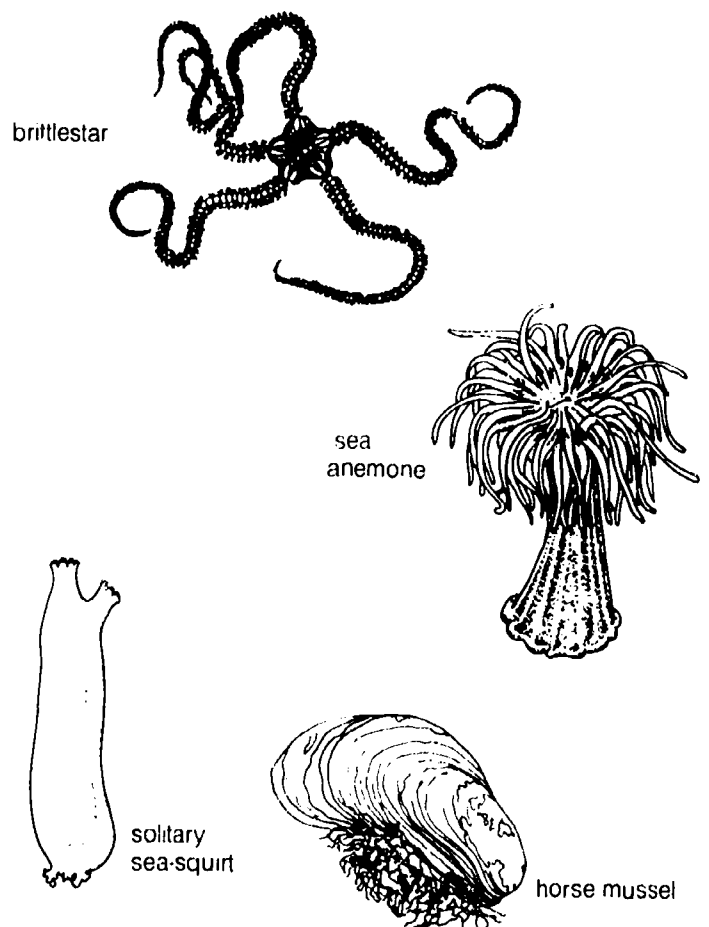 brittlestar
sea
anemone
solitary
sea-squirt
horse mussel